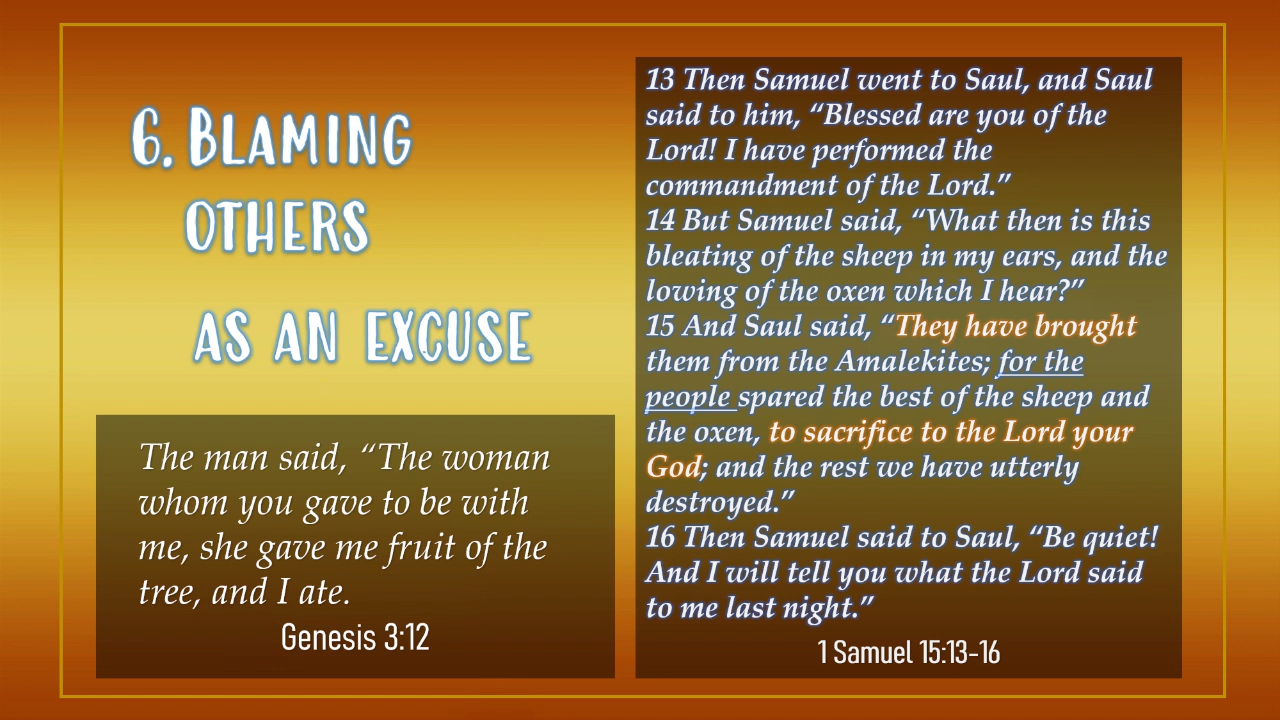 6. BLAMING
OTHERS
AS AN EXCUSE
The man said, “The woman
whom you gave to be with
me, she gave me fruit of the
tree, and I ate.
Genesis 3:12
13 Then Samuel went to Saul, and Saul
said to him, “Blessed are you of the
Lord! I have performed the
commandment of the Lord.”
14 But Samuel said, “What then is this
bleating of the sheep in my ears, and the
lowing of the oxen which I hear?”
15 And Saul said, “They have brought
them from the Amalekites; for the
people spared the best of the sheep and
the oxen, to sacrifice to the Lord your
God; and the rest we have utterly
destroyed.”
16 Then Samuel said to Saul, “Be quiet!
And I will tell you what the Lord said
to me last night.”
1 Samuel 15:13-16